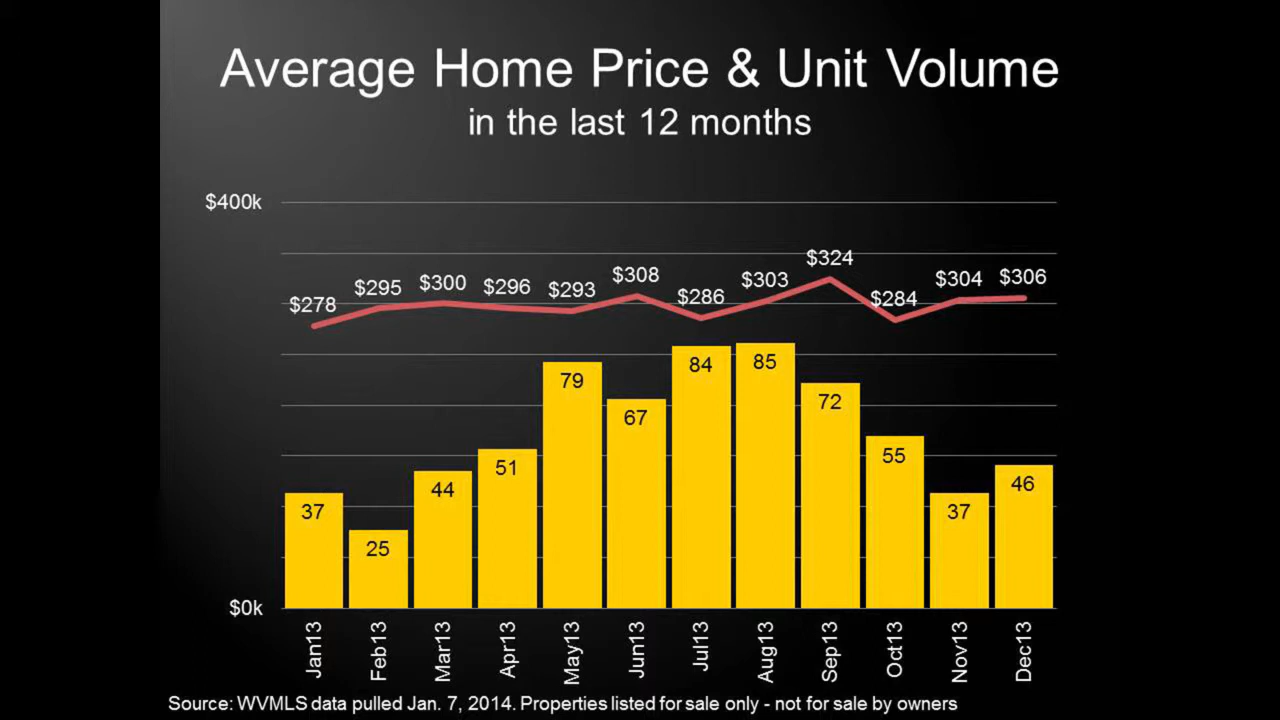 Average Home Price & Unit Volume
in the last 12 months
$400k
$278
$295
$300
$296
$293
$308
$286
$303
$324
$284
$304
$306
37
25
44
51
79
67
84
85
72
55
37
46
$0k
Jan13
Feb13
Mar13
Apr13
May13
Jun13
Jul13
Aug13
Sep13
Oct13
Nov13
Dec13
Source: WVMLS data pulled Jan. 7, 2014. Properties listed for sale only - not for sale by owners